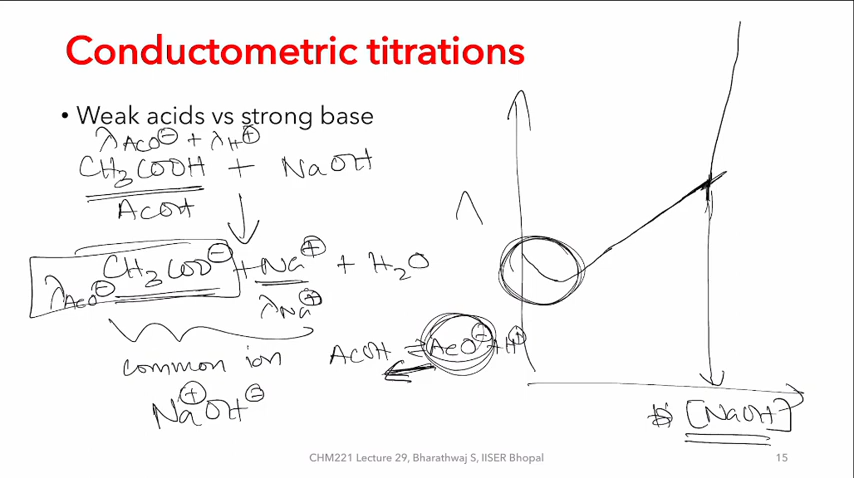 Conductometric titrations
• Weak acids vs strong base
λAcO⊖ + λH⊕
CH3COOH + NaOH
AcOH
CH3COO⊖ + Na⊕ + H2O
λAcO⊖ λNa⊕
common ion
AcOH ⇌ AcO⊖ + H⊕
Na⊕OH⊖
Λ
[NaOH]
CHM221 Lecture 29, Bharathwaj S, IISER Bhopal
15